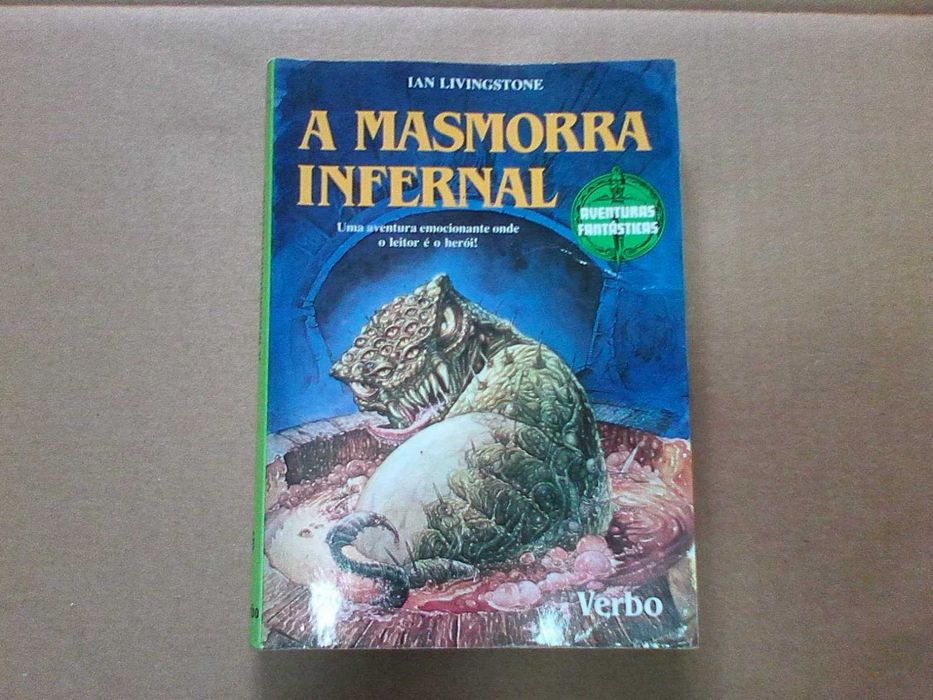 IAN LIVINGSTONE
A MASMORRA
INFERNAL
Uma aventura emocionante onde
o leitor é o herói!
AVENTURAS
FANTÁSTICAS
Verbo